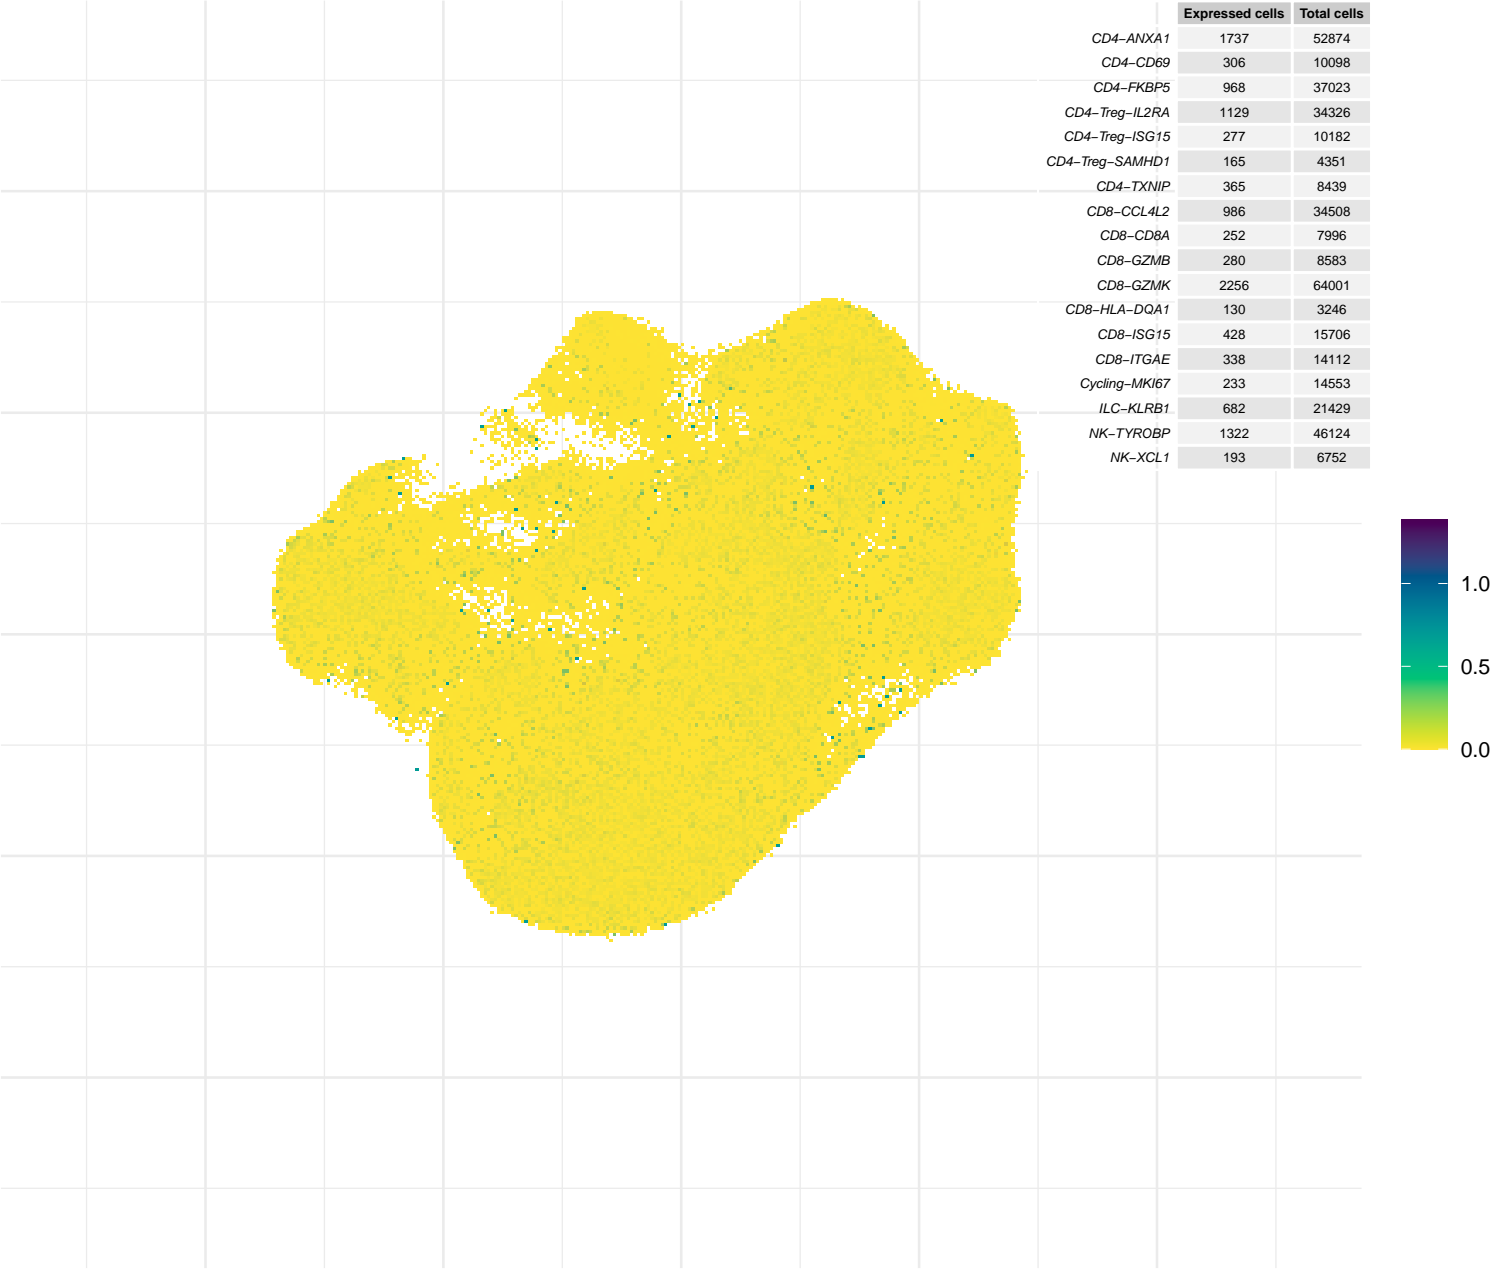 Expressed cells Total cells
CD4−ANXA1 1737 52874
CD4−CD69 306 10098
CD4−FKBP5 968 37023
CD4−Treg−IL2RA 1129 34326
CD4−Treg−ISG15 277 10182
CD4−Treg−SAMHD1 165 4351
CD4−TXNIP 365 8439
CD8−CCL4L2 986 34508
CD8−CD8A 252 7996
CD8−GZMB 280 8583
CD8−GZMK 2256 64001
CD8−HLA−DQA1 130 3246
CD8−ISG15 428 15706
CD8−ITGAE 338 14112
Cycling−MKI67 233 14553
ILC−KLRB1 682 21429
NK−TYROBP 1322 46124
NK−XCL1 193 6752
1.0
0.5
0.0